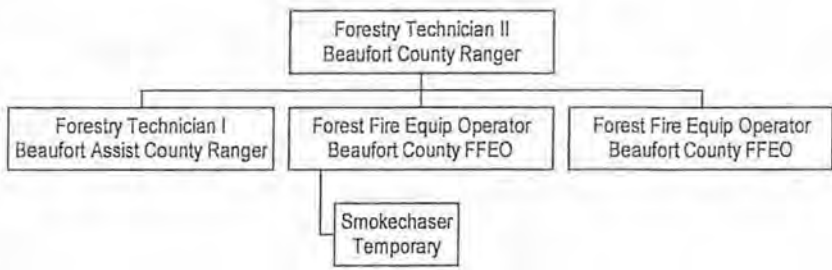 Forestry Technician II
Beaufort County Ranger
Forestry Technician I
Beaufort Assist County Ranger
Forest Fire Equip Operator
Beaufort County FFEO
Forest Fire Equip Operator
Beaufort County FFEO
Smokechaser
Temporary